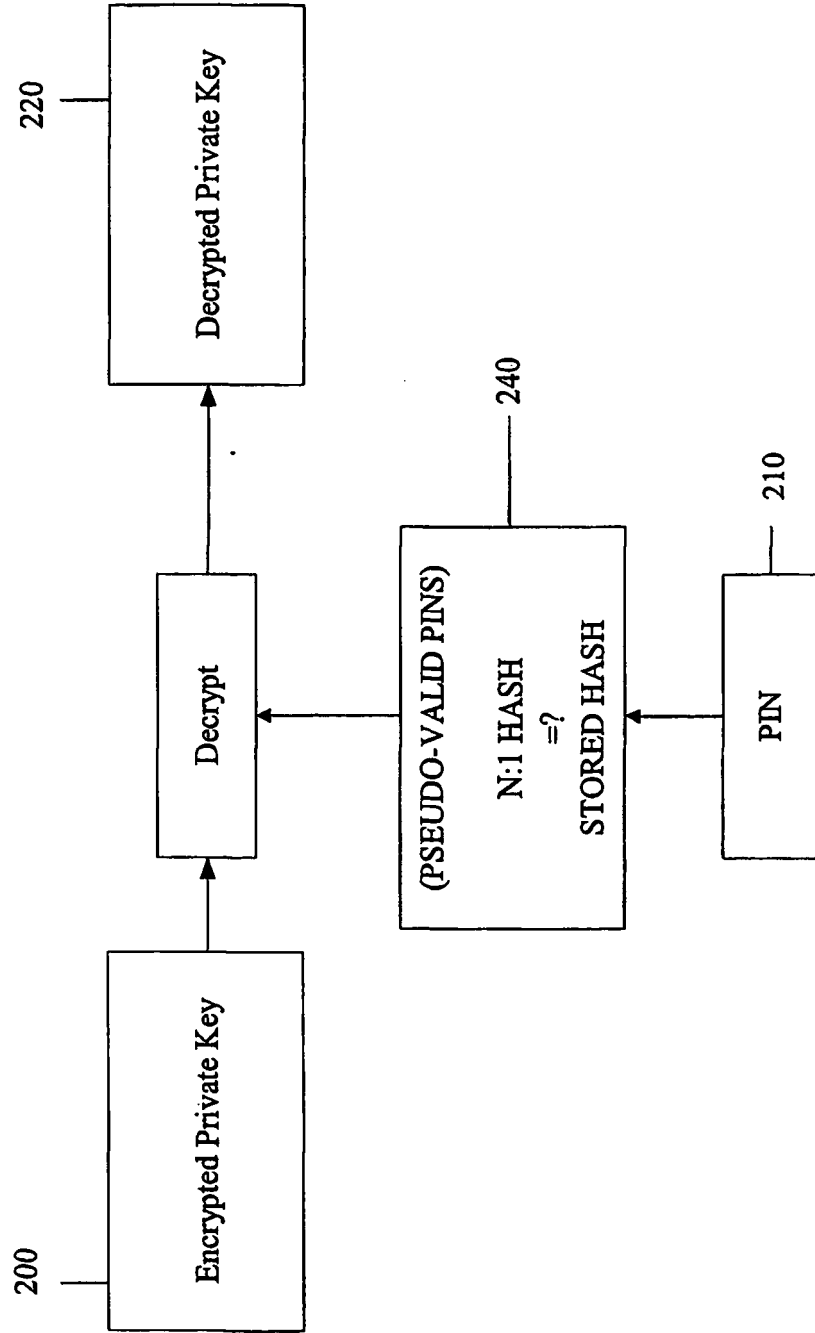 200
220
Encrypted Private Key
Decrypt
Decrypted Private Key
240
(PSEUDO-VALID PINS)
N:1 HASH
=?
STORED HASH
210
PIN